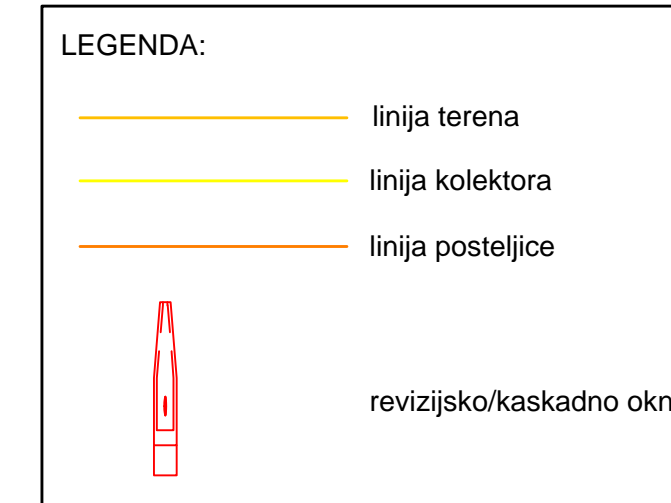 LEGENDA:
linija terena
linija kolektora
linija posteljice
revizijsko/kaskadno okn